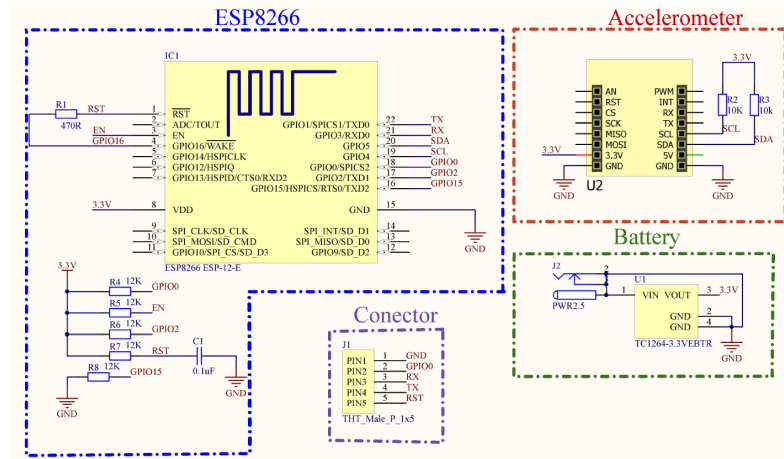 ESP8266
IC1
R1
470R
RST
EN
GPIO16
1 RST
2 ADC/TOUT
3 EN
4 GPIO16/WAKE
5 GPIO14/HSPICLK
6 GPIO12/HSPIQ
7 GPIO13/HSPID/CTS0/RXD2
3.3V 8 VDD
9 SPI_CLK/SD_CLK
10 SPI_MOSI/SD_CMD
11 GPIO10/SPI_CS/SD_D3
GPIO1/SPICS1/TXD0 22 TX
GPIO3/RXD0 21 RX
GPIO5 20 SDA
GPIO4 19 SCL
GPIO0/SPICS2 18 GPIO0
GPIO2/TXD1 17 GPIO2
GPIO15/HSPICS/RTS0/TXD2 16 GPIO15
GND 15
GND
SPI_INT/SD_D1 14
SPI_MISO/SD_D0 13
GPIO9/SD_D2 12
ESP8266 ESP-12-E
3.3V
R4 12K GPIO0
R5 12K EN
R6 12K GPIO2
R7 12K RST
C1
0.1uF
GND
R8 12K GPIO15
GND
Accelerometer
AN
RST
CS
SCK
MISO
MOSI
3.3V
GND
PWM
INT
RX
TX
SCL
SDA
5V
GND
U2
3.3V
GND
GND
3.3V
R2
10K
R3
10k
SCL
SDA
Battery
J2
PWR2.5
2
U1
1 VIN VOUT 3 3.3V
GND 2
GND 4
TC1264-3.3VEBTR
GND
Conector
J1
PIN1 1 GND
PIN2 2 GPIO0
PIN3 3 RX
PIN4 4 TX
PIN5 5 RST
THT_Male_P_1x5